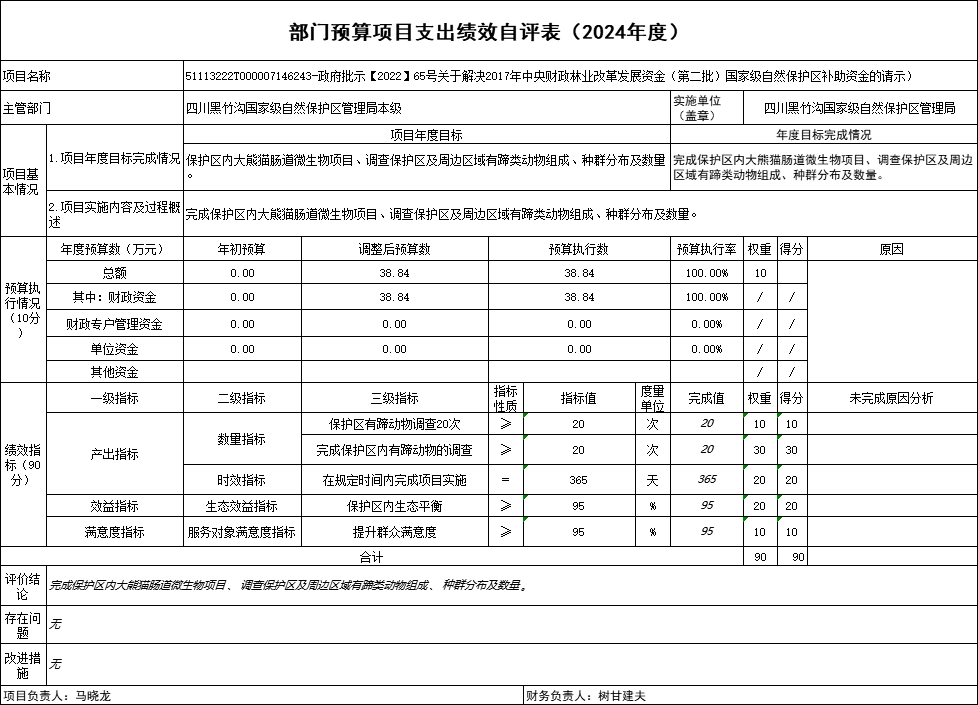 部门预算项目支出绩效自评表（2024年度）
项目名称 51113222T000007146243-政府批示【2022】65号关于解决2017年中央财政林业改革发展资金（第二批）国家级自然保护区补助资金的请示）
主管部门 四川黑竹沟国家级自然保护区管理局本级 实施单位（盖章） 四川黑竹沟国家级自然保护区管理局
项目基本情况 1.项目年度目标完成情况 项目年度目标 年度目标完成情况
保护区内大熊猫肠道微生物项目、调查保护区及周边区域有蹄类动物组成、种群分布及数量。 完成保护区内大熊猫肠道微生物项目、调查保护区及周边区域有蹄类动物组成、种群分布及数量。
2.项目实施内容及过程概述 完成保护区内大熊猫肠道微生物项目、调查保护区及周边区域有蹄类动物组成、种群分布及数量。
预算执行情况（10分） 年度预算数（万元） 年初预算 调整后预算数 预算执行数 预算执行率 权重 得分 原因
总额 0.00 38.84 38.84 100.00% 10
其中：财政资金 0.00 38.84 38.84 100.00% / /
财政专户管理资金 0.00 0.00 0.00 0.00% / /
单位资金 0.00 0.00 0.00 0.00% / /
其他资金 / /
绩效指标（90分） 一级指标 二级指标 三级指标 指标性质 指标值 度量单位 完成值 权重 得分 未完成原因分析
产出指标 数量指标 保护区有蹄动物调查20次 ≥ 20 次 20 10 10
完成保护区内有蹄动物的调查 ≥ 20 次 20 30 30
时效指标 在规定时间内完成项目实施 = 365 天 365 20 20
效益指标 生态效益指标 保护区内生态平衡 ≥ 95 % 95 20 20
满意度指标 服务对象满意度指标 提升群众满意度 ≥ 95 % 95 10 10
合计 90 90
评价结论 完成保护区内大熊猫肠道微生物项目、调查保护区及周边区域有蹄类动物组成、种群分布及数量。
存在问题 无
改进措施 无
项目负责人：马晓龙 财务负责人：树甘建夫